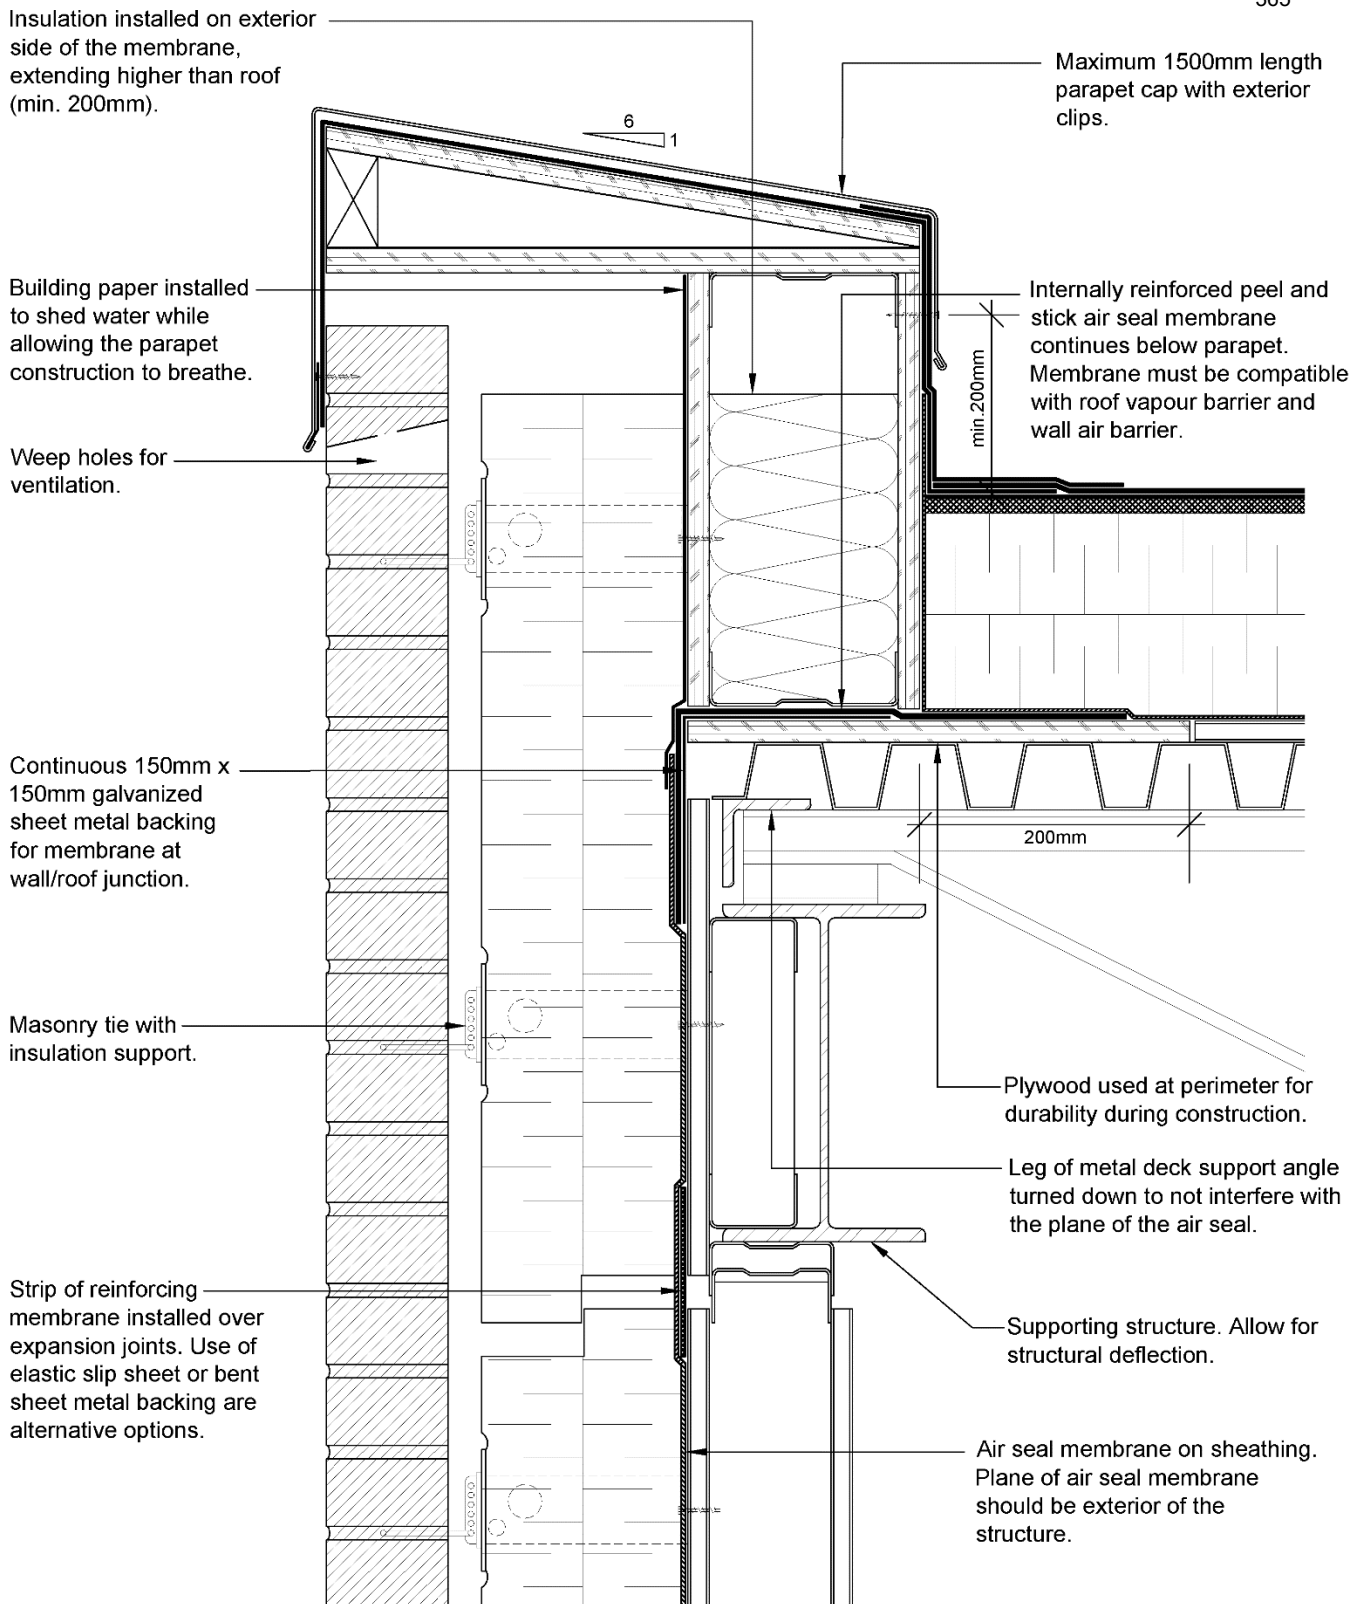 Insulation installed on exterior
side of the membrane,
extending higher than roof
(min. 200mm).
Maximum 1500mm length
parapet cap with exterior
clips.
6
1
Building paper installed
to shed water while
allowing the parapet
construction to breathe.
Internally reinforced peel and
stick air seal membrane
continues below parapet.
Membrane must be compatible
with roof vapour barrier and
wall air barrier.
min.200mm
Weep holes for
ventilation.
Continuous 150mm x
150mm galvanized
sheet metal backing
for membrane at
wall/roof junction.
200mm
Masonry tie with
insulation support.
Plywood used at perimeter for
durability during construction.
Leg of metal deck support angle
turned down to not interfere with
the plane of the air seal.
Strip of reinforcing
membrane installed over
expansion joints. Use of
elastic slip sheet or bent
sheet metal backing are
alternative options.
Supporting structure. Allow for
structural deflection.
Air seal membrane on sheathing.
Plane of air seal membrane
should be exterior of the
structure.